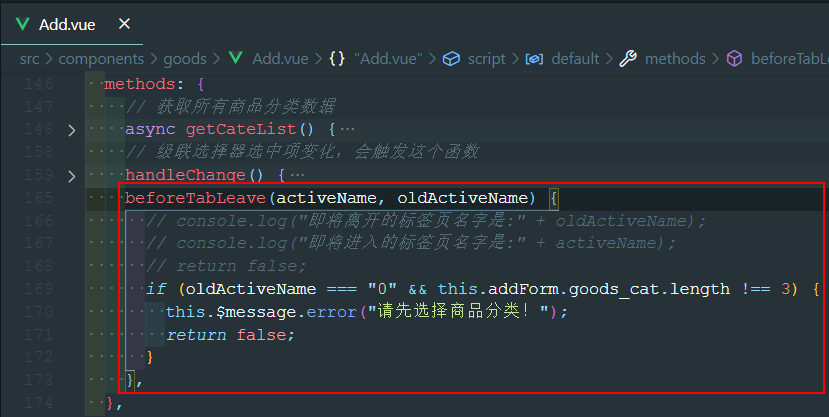 Add.vue ×
src > components > goods > Add.vue > {} "Add.vue" > script > default > methods > beforeTabL
146 methods: {
147 // 获取所有商品分类数据
148 > async getCateList() { …
158 // 级联选择器选中项变化，会触发这个函数
159 > handleChange() { …
165 beforeTabLeave(activeName, oldActiveName) {
166 // console.log("即将离开的标签页名字是:" + oldActiveName);
167 // console.log("即将进入的标签页名字是:" + activeName);
168 // return false;
169 if (oldActiveName === "0" && this.addForm.goods_cat.length !== 3) {
170 this.$message.error("请先选择商品分类！");
171 return false;
172 }
173 },
174 },